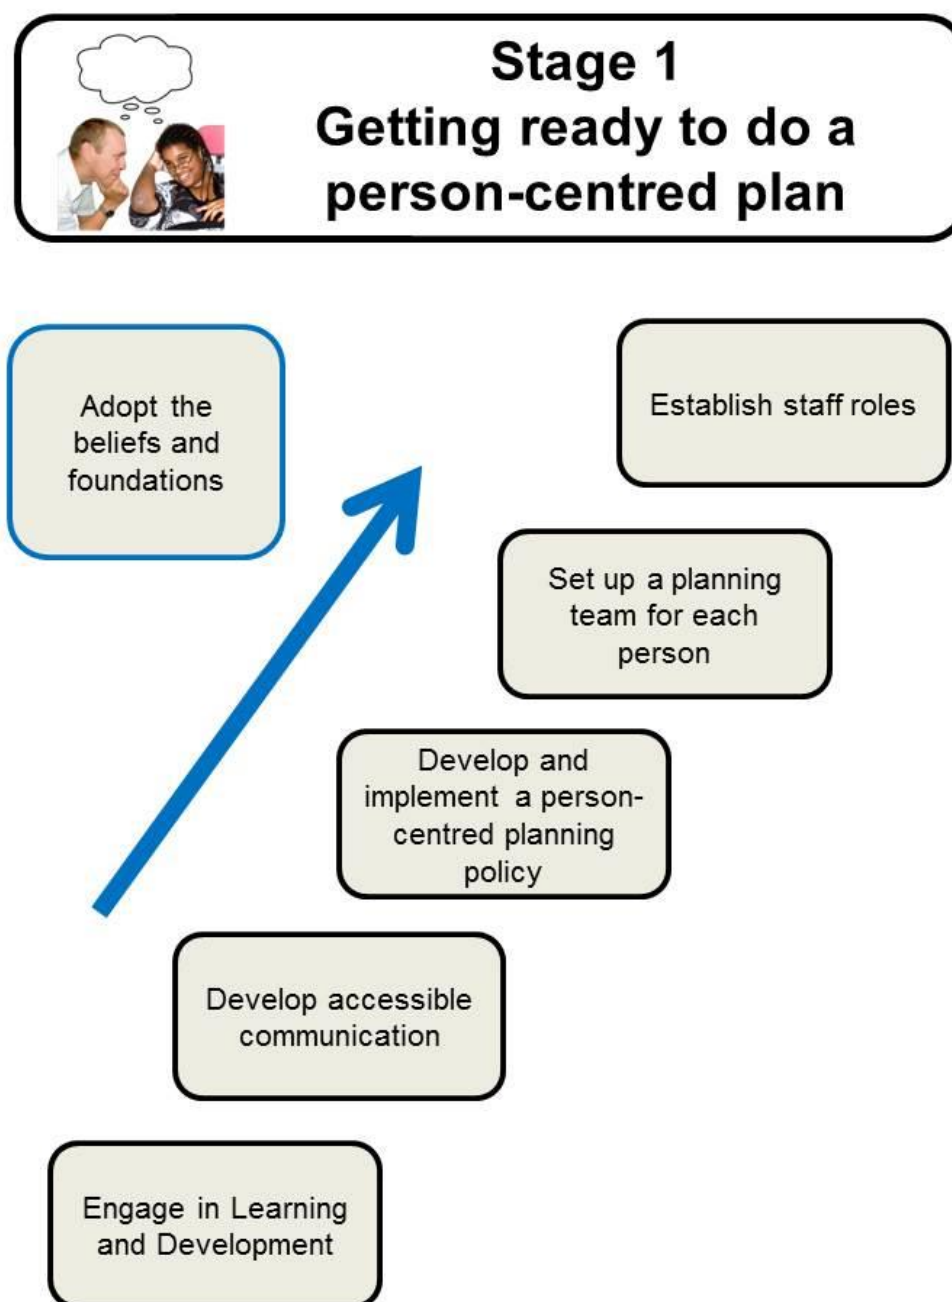 Stage 1
Getting ready to do a
person-centred plan
Adopt the
beliefs and
foundations
Establish staff roles
Set up a planning
team for each
person
Develop and
implement a person-
centred planning
policy
Develop accessible
communication
Engage in Learning
and Development